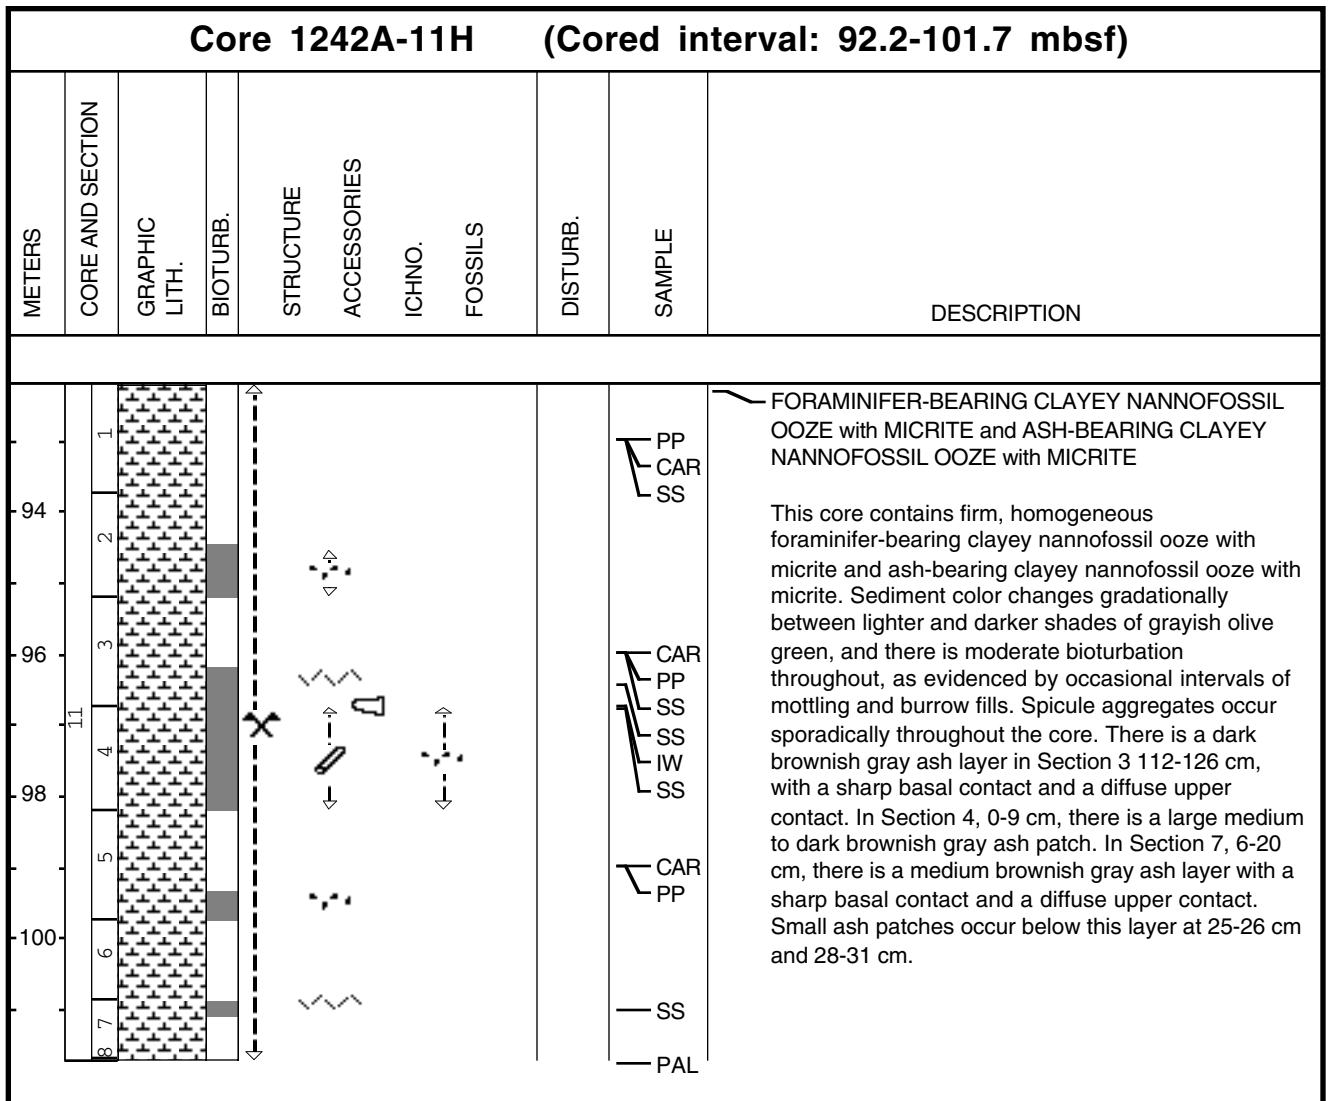 Core 1242A-11H (Cored interval: 92.2-101.7 mbsf)
METERS
CORE AND SECTION
GRAPHIC
LITH.
BIOTURB.
STRUCTURE
ACCESSORIES
ICHNO.
FOSSILS
DISTURB.
SAMPLE
DESCRIPTION
94
96
98
100
11
1
2
3
4
5
6
7
8
PP
CAR
SS
CAR
PP
SS
SS
IW
SS
CAR
PP
SS
PAL
FORAMINIFER-BEARING CLAYEY NANNOFOSSIL
OOZE with MICRITE and ASH-BEARING CLAYEY
NANNOFOSSIL OOZE with MICRITE
This core contains firm, homogeneous
foraminifer-bearing clayey nannofossil ooze with
micrite and ash-bearing clayey nannofossil ooze with
micrite. Sediment color changes gradationally
between lighter and darker shades of grayish olive
green, and there is moderate bioturbation
throughout, as evidenced by occasional intervals of
mottling and burrow fills. Spicule aggregates occur
sporadically throughout the core. There is a dark
brownish gray ash layer in Section 3 112-126 cm,
with a sharp basal contact and a diffuse upper
contact. In Section 4, 0-9 cm, there is a large medium
to dark brownish gray ash patch. In Section 7, 6-20
cm, there is a medium brownish gray ash layer with a
sharp basal contact and a diffuse upper contact.
Small ash patches occur below this layer at 25-26 cm
and 28-31 cm.